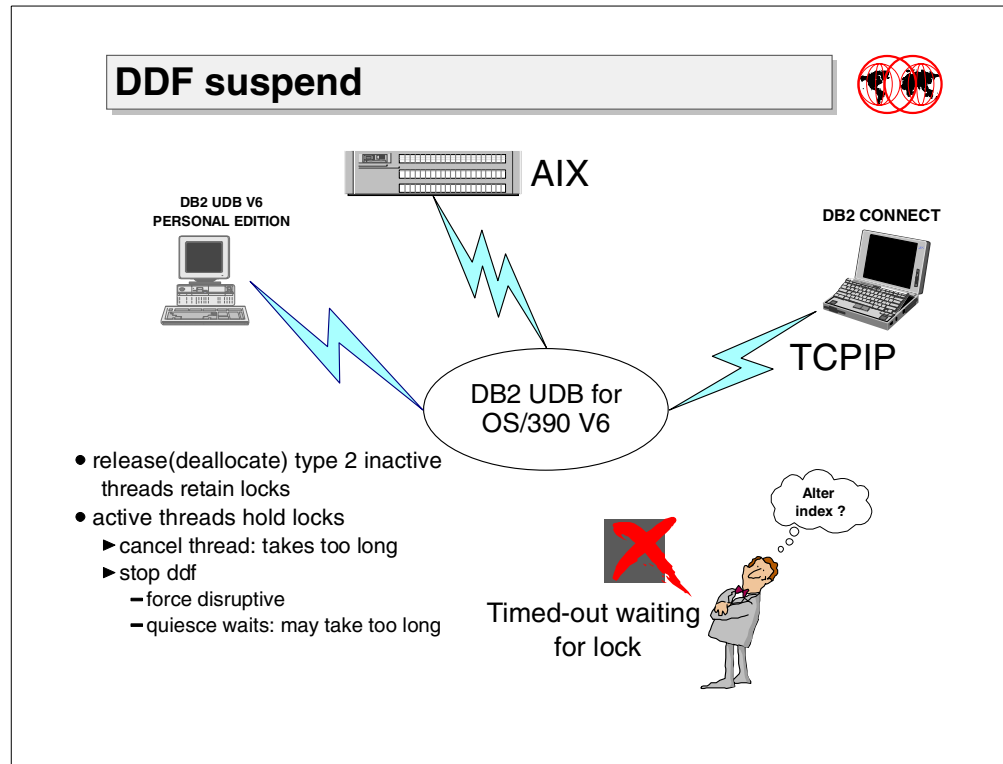 DDF suspend
AIX
DB2 UDB V6
PERSONAL EDITION
DB2 CONNECT
TCPIP
DB2 UDB for
OS/390 V6
• release(deallocate) type 2 inactive
threads retain locks
• active threads hold locks
► cancel thread: takes too long
► stop ddf
– force disruptive
– quiesce waits: may take too long
Alter
index ?
Timed-out waiting
for lock